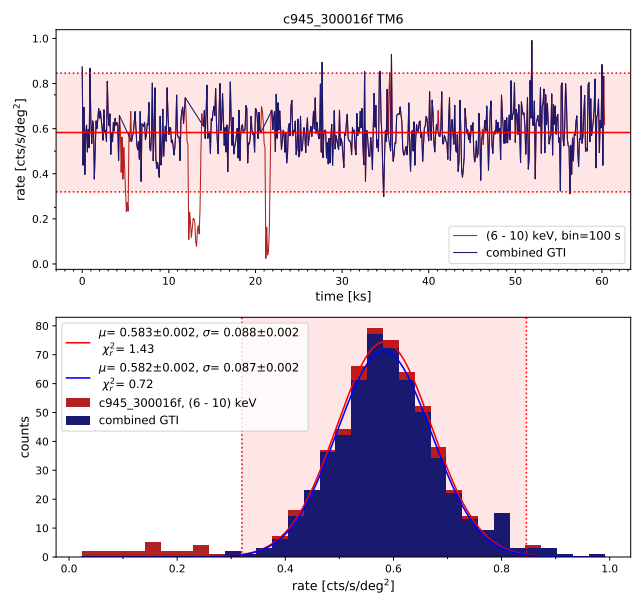 c945_300016f TM6
1.0
0.8
0.6
0.4
0.2
0.0
rate [cts/s/deg²]
(6 - 10) keV, bin=100 s
combined GTI
0 10 20 30 40 50 60
time [ks]
80
70
60
50
40
30
20
10
0
counts
μ= 0.583±0.002, σ= 0.088±0.002
χᵣ²= 1.43
μ= 0.582±0.002, σ= 0.087±0.002
χᵣ²= 0.72
c945_300016f, (6 - 10) keV
combined GTI
0.0 0.2 0.4 0.6 0.8 1.0
rate [cts/s/deg²]